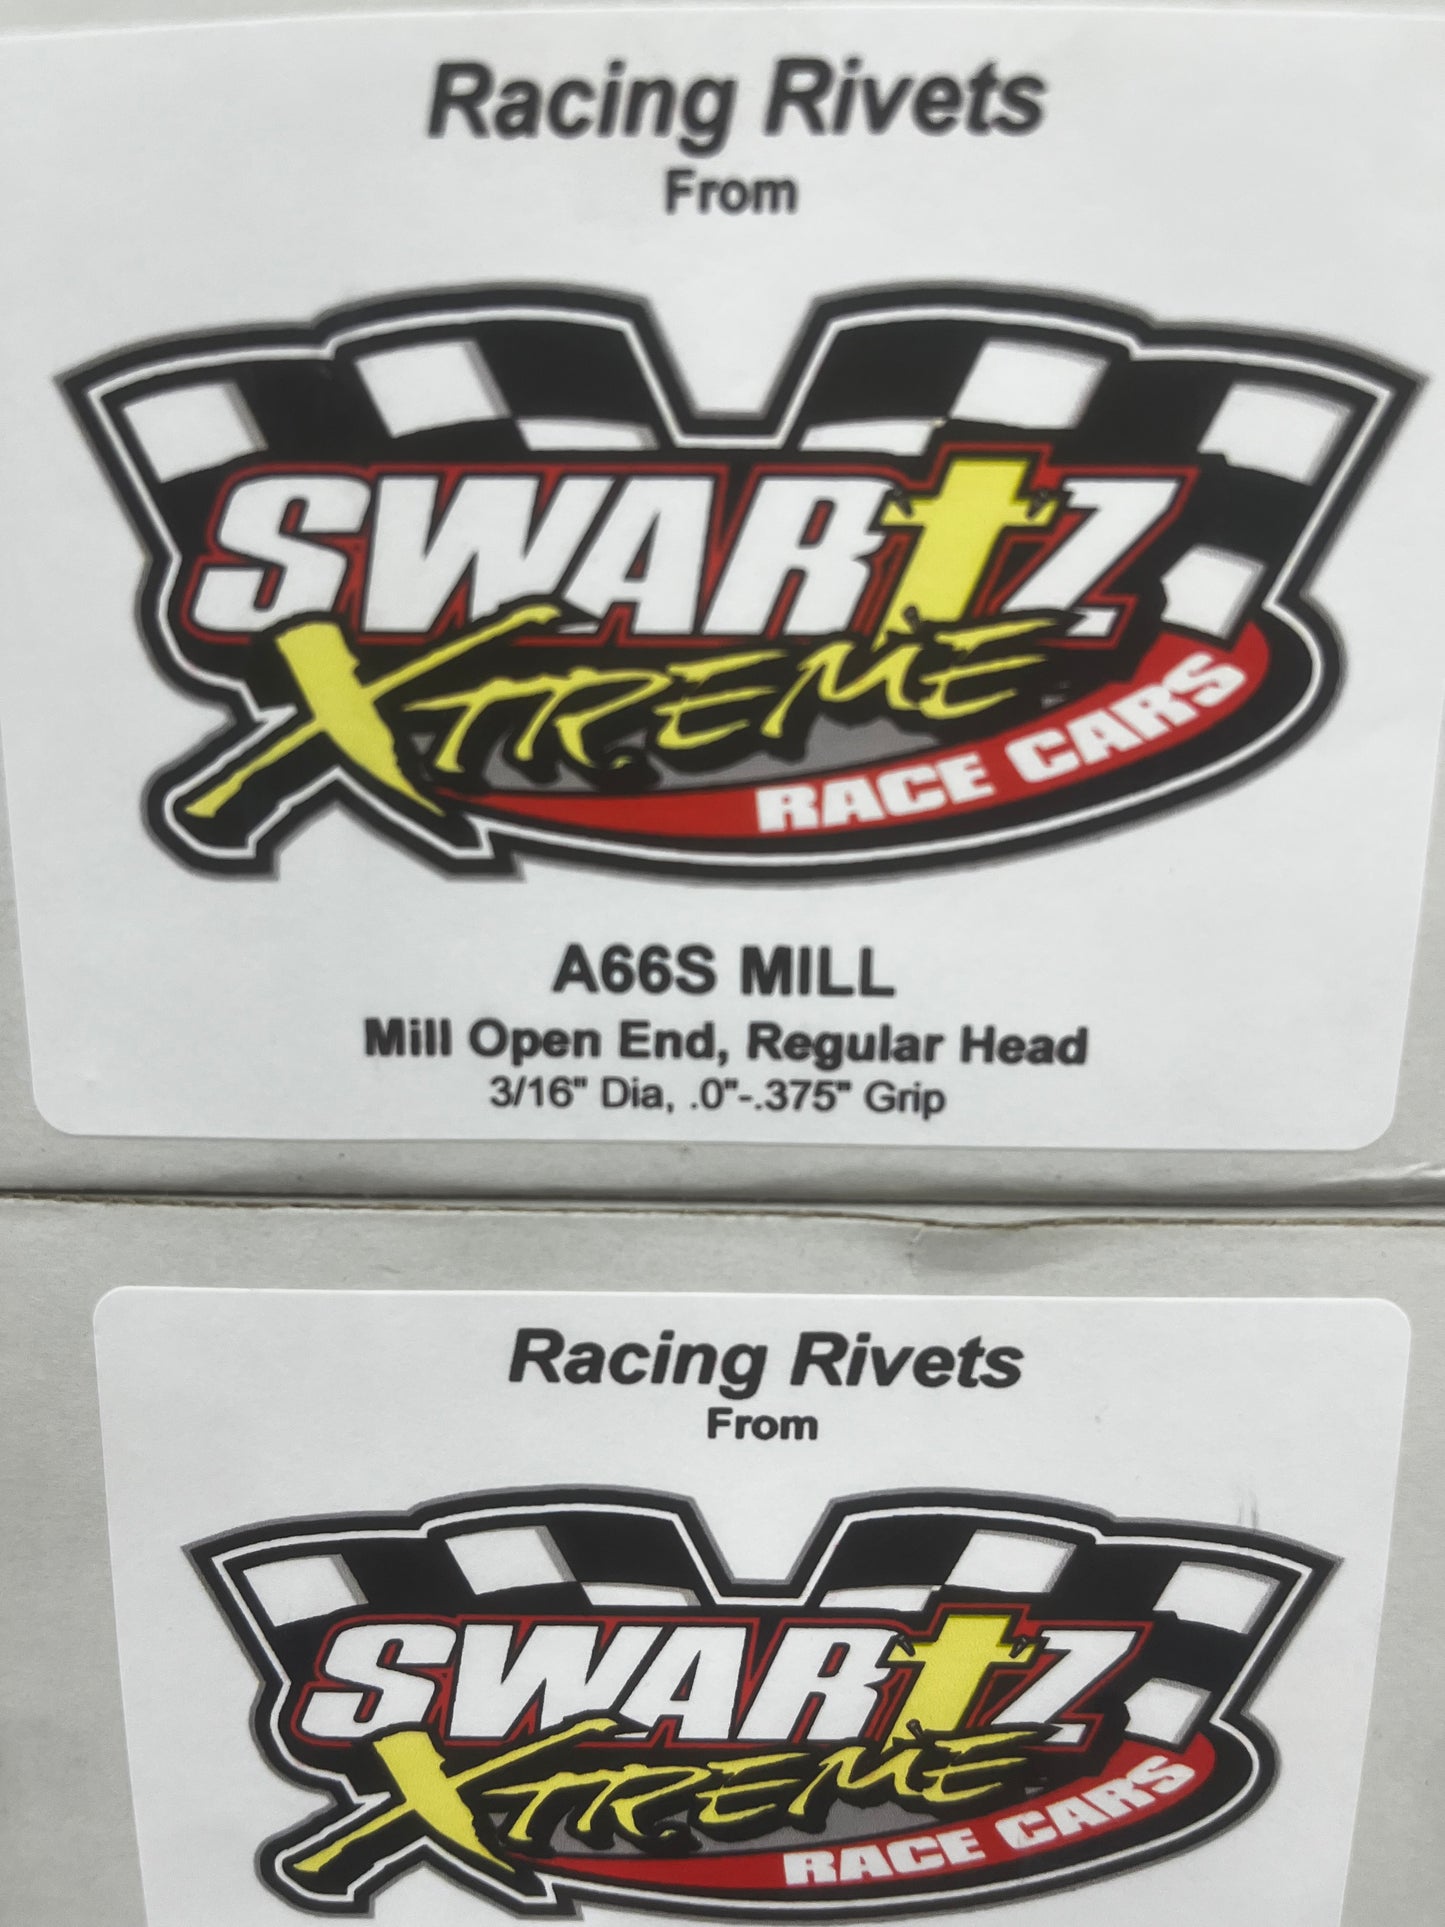 Racing Rivets
From
SWARtZ
XTREME
RACE CARS
A66S MILL
Mill Open End, Regular Head
3/16" Dia, .0"-.375" Grip
Racing Rivets
From
SWARtZ
XTREME
RACE CARS